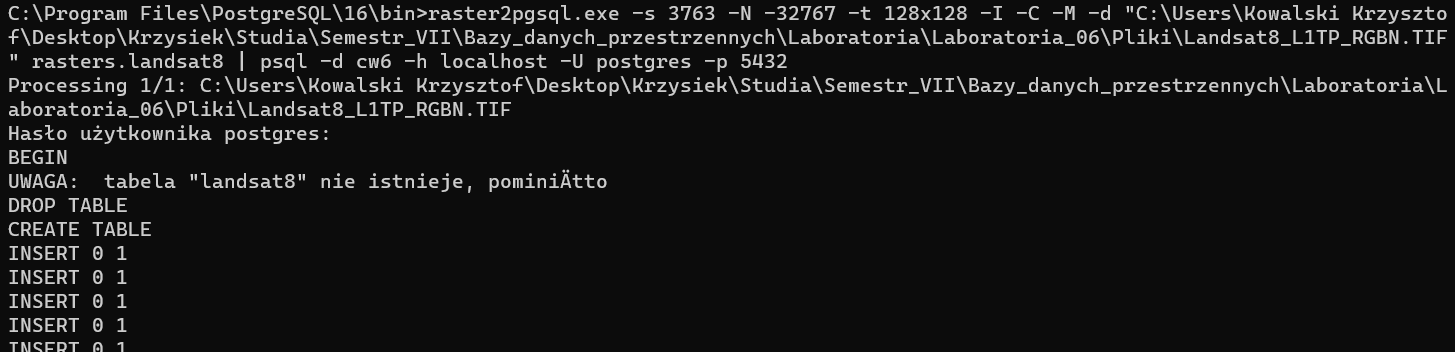 C:\Program Files\PostgreSQL\16\bin>raster2pgsql.exe -s 3763 -N -32767 -t 128x128 -I -C -M -d "C:\Users\Kowalski Krzyszto
f\Desktop\Krzysiek\Studia\Semestr_VII\Bazy_danych_przestrzennych\Laboratoria\Laboratoria_06\Pliki\Landsat8_L1TP_RGBN.TIF
" rasters.landsat8 | psql -d cw6 -h localhost -U postgres -p 5432
Processing 1/1: C:\Users\Kowalski Krzysztof\Desktop\Krzysiek\Studia\Semestr_VII\Bazy_danych_przestrzennych\Laboratoria\L
aboratoria_06\Pliki\Landsat8_L1TP_RGBN.TIF
Hasło użytkownika postgres:
BEGIN
UWAGA:  tabela "landsat8" nie istnieje, pominiÄtto
DROP TABLE
CREATE TABLE
INSERT 0 1
INSERT 0 1
INSERT 0 1
INSERT 0 1
INSERT 0 1